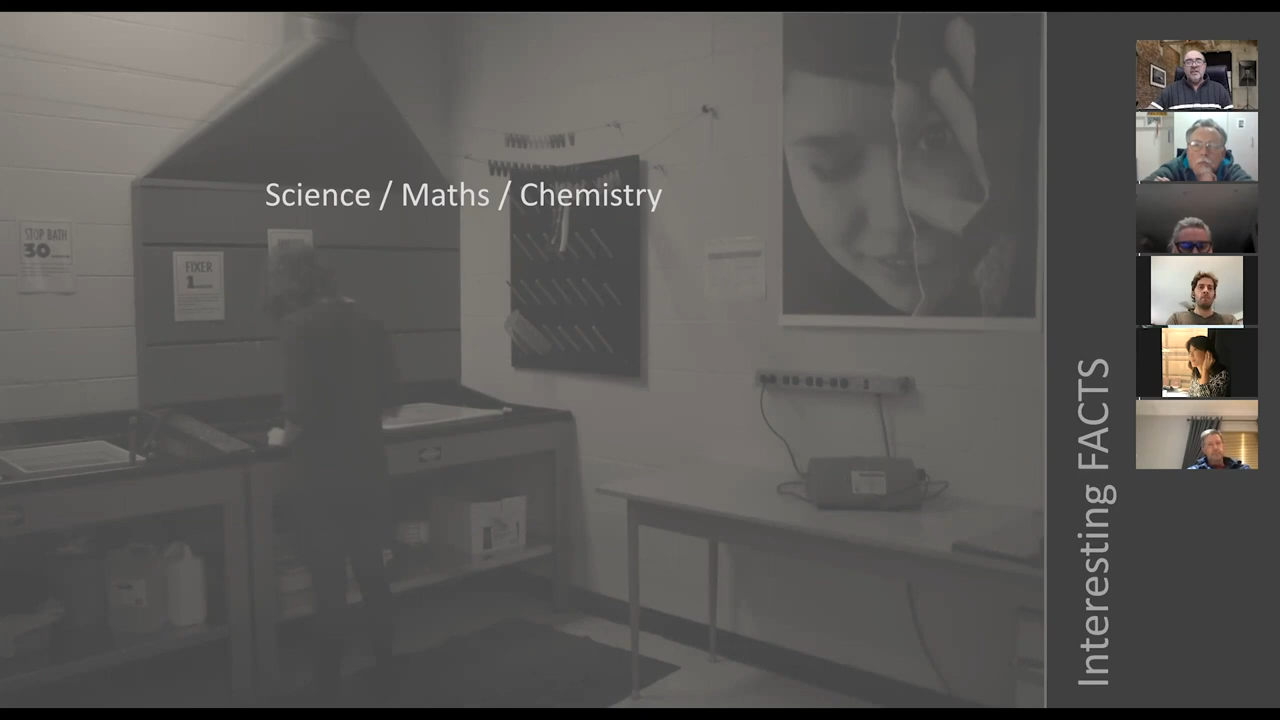 Science / Maths / Chemistry
STOP BATH
30
FIXER
1
Interesting FACTS